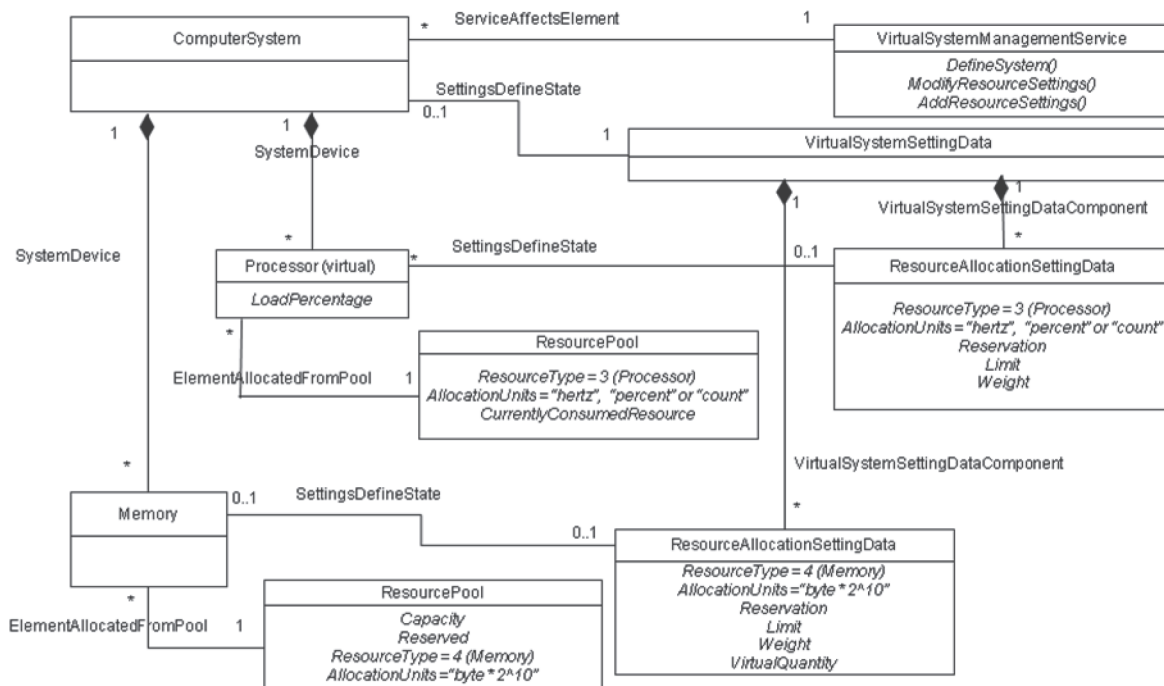 ServiceAffectsElement
*
1
ComputerSystem
VirtualSystemManagementService
DefineSystem()
ModifyResourceSettings()
AddResourceSettings()
SettingsDefineState
0..1
1
1
1
SystemDevice
VirtualSystemSettingData
1
1
VirtualSystemSettingDataComponent
*
SystemDevice
*
SettingsDefineState
*
0..1
Processor (virtual)
LoadPercentage
*
ResourceAllocationSettingData
ResourceType = 3 (Processor)
AllocationUnits = "hertz", "percent" or "count"
Reservation
Limit
Weight
ElementAllocatedFromPool
1
ResourcePool
ResourceType = 3 (Processor)
AllocationUnits = "hertz", "percent" or "count"
CurrentlyConsumedResource
VirtualSystemSettingDataComponent
*
*
Memory
0..1
SettingsDefineState
0..1
ResourceAllocationSettingData
ResourceType = 4 (Memory)
AllocationUnits = "byte * 2^10"
Reservation
Limit
Weight
VirtualQuantity
*
ElementAllocatedFromPool
1
ResourcePool
Capacity
Reserved
ResourceType = 4 (Memory)
AllocationUnits = "byte * 2^10"